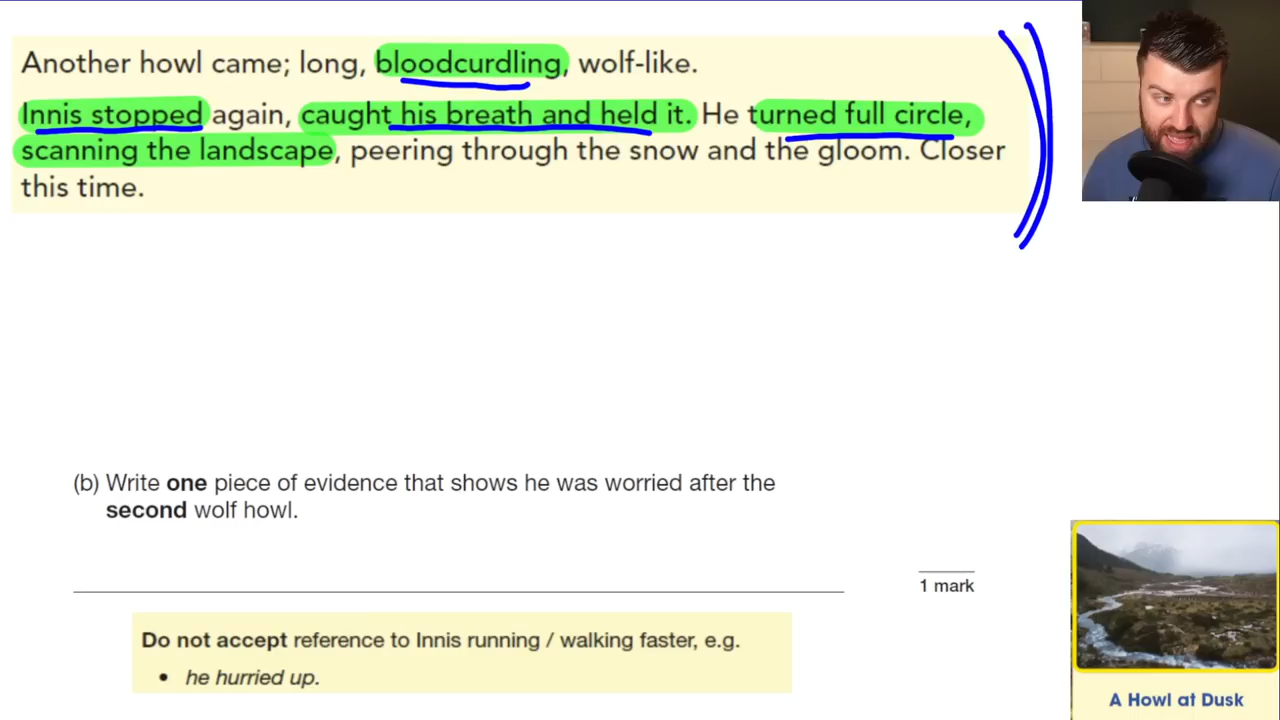 Another howl came; long, bloodcurdling, wolf-like.
Innis stopped again, caught his breath and held it. He turned full circle,
scanning the landscape, peering through the snow and the gloom. Closer
this time.
(b) Write one piece of evidence that shows he was worried after the
second wolf howl.
1 mark
Do not accept reference to Innis running / walking faster, e.g.
• he hurried up.
A Howl at Dusk